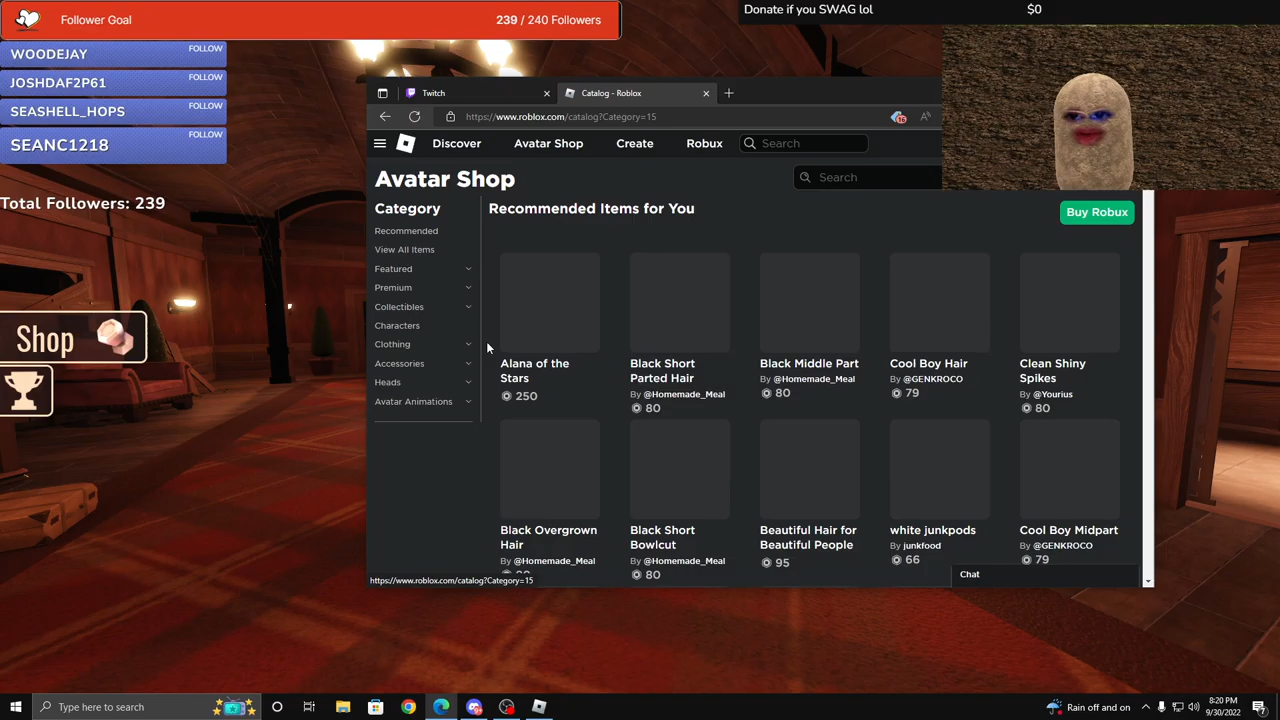 Follower Goal
239 / 240 Followers
Donate if you SWAG lol
$0
WOODEJAY
FOLLOW
JOSHDAF2P61
FOLLOW
SEASHELL_HOPS
FOLLOW
SEANC1218
FOLLOW
Total Followers: 239
Shop
Twitch
Catalog - Roblox
https://www.roblox.com/catalog?Category=15
16
Discover
Avatar Shop
Create
Robux
Search
Avatar Shop
Search
Category
Recommended
View All Items
Featured
Premium
Collectibles
Characters
Clothing
Accessories
Heads
Avatar Animations
Recommended Items for You
Buy Robux
Alana of the
Stars
250
Black Short
Parted Hair
By @Homemade_Meal
80
Black Middle Part
By @Homemade_Meal
80
Cool Boy Hair
By @GENKROCO
79
Clean Shiny
Spikes
By @Yourius
80
Black Overgrown
Hair
By @Homemade_Meal
Black Short
Bowlcut
By @Homemade_Meal
80
Beautiful Hair for
Beautiful People
95
white junkpods
By junkfood
66
Cool Boy Midpart
By @GENKROCO
79
https://www.roblox.com/catalog?Category=15
Chat
Type here to search
Rain off and on
8:20 PM
9/30/2022
7